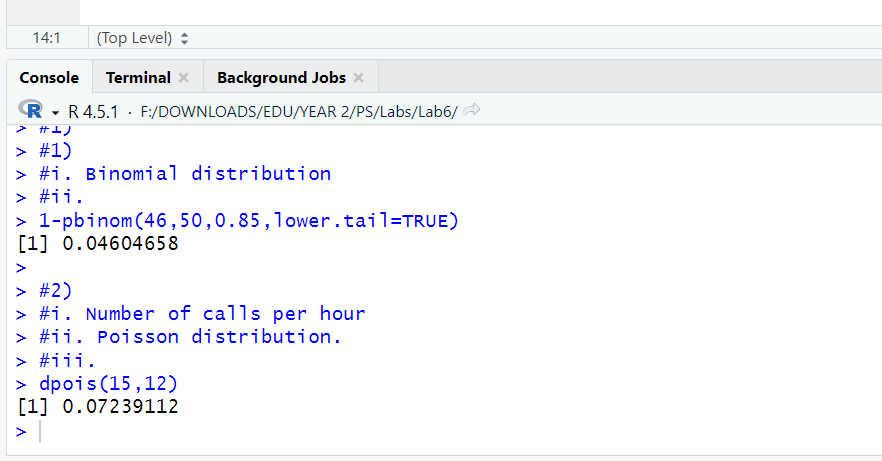 14:1 (Top Level)
Console Terminal Background Jobs
R R 4.5.1 · F:/DOWNLOADS/EDU/YEAR 2/PS/Labs/Lab6/
> #1)
> #1)
> #i. Binomial distribution
> #ii.
> 1-pbinom(46,50,0.85,lower.tail=TRUE)
[1] 0.04604658
>
> #2)
> #i. Number of calls per hour
> #ii. Poisson distribution.
> #iii.
> dpois(15,12)
[1] 0.07239112
>